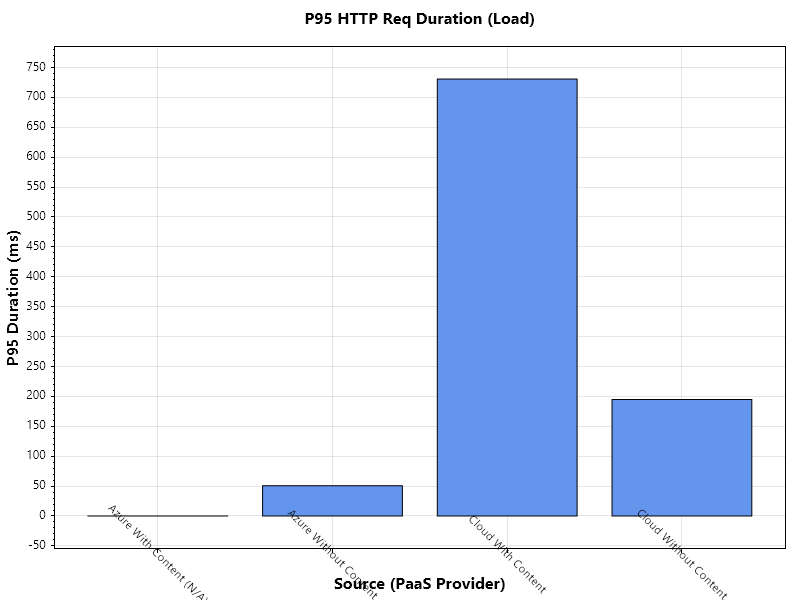 P95 HTTP Req Duration (Load)
P95 Duration (ms)
750
700
650
600
550
500
450
400
350
300
250
200
150
100
50
0
-50
Azure With Content (N/A)
Azure Without Content
Cloud With Content
Cloud Without Content
Source (PaaS Provider)